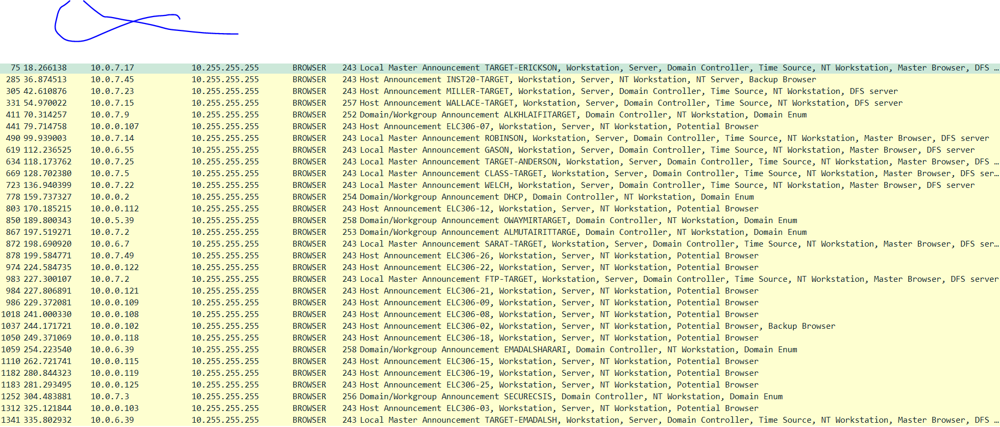 75 18.266138 10.0.7.17 10.255.255.255 BROWSER 243 Local Master Announcement TARGET-ERICKSON, Workstation, Server, Domain Controller, Time Source, NT Workstation, Master Browser, DFS …
285 36.874513 10.0.7.45 10.255.255.255 BROWSER 243 Host Announcement INST20-TARGET, Workstation, Server, NT Workstation, NT Server, Backup Browser
305 42.610876 10.0.7.23 10.255.255.255 BROWSER 243 Host Announcement MILLER-TARGET, Workstation, Server, Domain Controller, Time Source, NT Workstation, DFS server
331 54.970022 10.0.7.15 10.255.255.255 BROWSER 257 Host Announcement WALLACE-TARGET, Workstation, Server, Domain Controller, Time Source, NT Workstation, DFS server
411 70.314257 10.0.7.9 10.255.255.255 BROWSER 252 Domain/Workgroup Announcement ALKHLAIFITARGET, Domain Controller, NT Workstation, Domain Enum
441 79.714758 10.0.0.107 10.255.255.255 BROWSER 243 Host Announcement ELC306-07, Workstation, Server, NT Workstation, Potential Browser
490 99.939003 10.0.7.14 10.255.255.255 BROWSER 243 Local Master Announcement ROBINSON, Workstation, Server, Domain Controller, Time Source, NT Workstation, Master Browser, DFS server
619 112.236525 10.0.6.55 10.255.255.255 BROWSER 243 Local Master Announcement GASON, Workstation, Server, Domain Controller, Time Source, NT Workstation, Master Browser, DFS server
634 118.173762 10.0.7.25 10.255.255.255 BROWSER 243 Local Master Announcement TARGET-ANDERSON, Workstation, Server, Domain Controller, Time Source, NT Workstation, Master Browser, DFS …
669 128.702380 10.0.7.5 10.255.255.255 BROWSER 243 Local Master Announcement CLASS-TARGET, Workstation, Server, Domain Controller, Time Source, NT Workstation, Master Browser, DFS ser…
723 136.940399 10.0.7.22 10.255.255.255 BROWSER 243 Local Master Announcement WELCH, Workstation, Server, Domain Controller, Time Source, NT Workstation, Master Browser, DFS server
778 159.737327 10.0.0.2 10.255.255.255 BROWSER 254 Domain/Workgroup Announcement DHCP, Domain Controller, NT Workstation, Domain Enum
803 170.185215 10.0.0.112 10.255.255.255 BROWSER 243 Host Announcement ELC306-12, Workstation, Server, NT Workstation, Potential Browser
850 189.800343 10.0.5.39 10.255.255.255 BROWSER 258 Domain/Workgroup Announcement OWAYMIRTARGET, Domain Controller, NT Workstation, Domain Enum
867 197.519271 10.0.7.2 10.255.255.255 BROWSER 253 Domain/Workgroup Announcement ALMUTAIRITTARGE, Domain Controller, NT Workstation, Domain Enum
872 198.690920 10.0.6.7 10.255.255.255 BROWSER 243 Local Master Announcement SARAT-TARGET, Workstation, Server, Domain Controller, Time Source, NT Workstation, Master Browser, DFS ser…
878 199.584771 10.0.7.49 10.255.255.255 BROWSER 243 Host Announcement ELC306-26, Workstation, Server, NT Workstation, Potential Browser
974 224.584735 10.0.0.122 10.255.255.255 BROWSER 243 Host Announcement ELC306-22, Workstation, Server, NT Workstation, Potential Browser
983 227.300107 10.0.7.2 10.255.255.255 BROWSER 243 Local Master Announcement FTP-TARGET, Workstation, Server, Domain Controller, Time Source, NT Workstation, Master Browser, DFS server
984 227.806891 10.0.0.121 10.255.255.255 BROWSER 243 Host Announcement ELC306-21, Workstation, Server, NT Workstation, Potential Browser
986 229.372081 10.0.0.109 10.255.255.255 BROWSER 243 Host Announcement ELC306-09, Workstation, Server, NT Workstation, Potential Browser
1018 241.000330 10.0.0.108 10.255.255.255 BROWSER 243 Host Announcement ELC306-08, Workstation, Server, NT Workstation, Potential Browser
1037 244.171721 10.0.0.102 10.255.255.255 BROWSER 243 Host Announcement ELC306-02, Workstation, Server, NT Workstation, Potential Browser, Backup Browser
1050 249.371069 10.0.0.118 10.255.255.255 BROWSER 243 Host Announcement ELC306-18, Workstation, Server, NT Workstation, Potential Browser
1059 254.223540 10.0.6.39 10.255.255.255 BROWSER 258 Domain/Workgroup Announcement EMADALSHARARI, Domain Controller, NT Workstation, Domain Enum
1110 262.721741 10.0.0.115 10.255.255.255 BROWSER 243 Host Announcement ELC306-15, Workstation, Server, NT Workstation, Potential Browser
1182 280.844323 10.0.0.119 10.255.255.255 BROWSER 243 Host Announcement ELC306-19, Workstation, Server, NT Workstation, Potential Browser
1183 281.293495 10.0.0.125 10.255.255.255 BROWSER 243 Host Announcement ELC306-25, Workstation, Server, NT Workstation, Potential Browser
1252 304.483881 10.0.7.3 10.255.255.255 BROWSER 256 Domain/Workgroup Announcement SECURECSIS, Domain Controller, NT Workstation, Domain Enum
1312 325.121844 10.0.0.103 10.255.255.255 BROWSER 243 Host Announcement ELC306-03, Workstation, Server, NT Workstation, Potential Browser
1341 335.802932 10.0.6.39 10.255.255.255 BROWSER 243 Local Master Announcement TARGET-EMADALSH, Workstation, Server, Domain Controller, Time Source, NT Workstation, Master Browser, DFS …